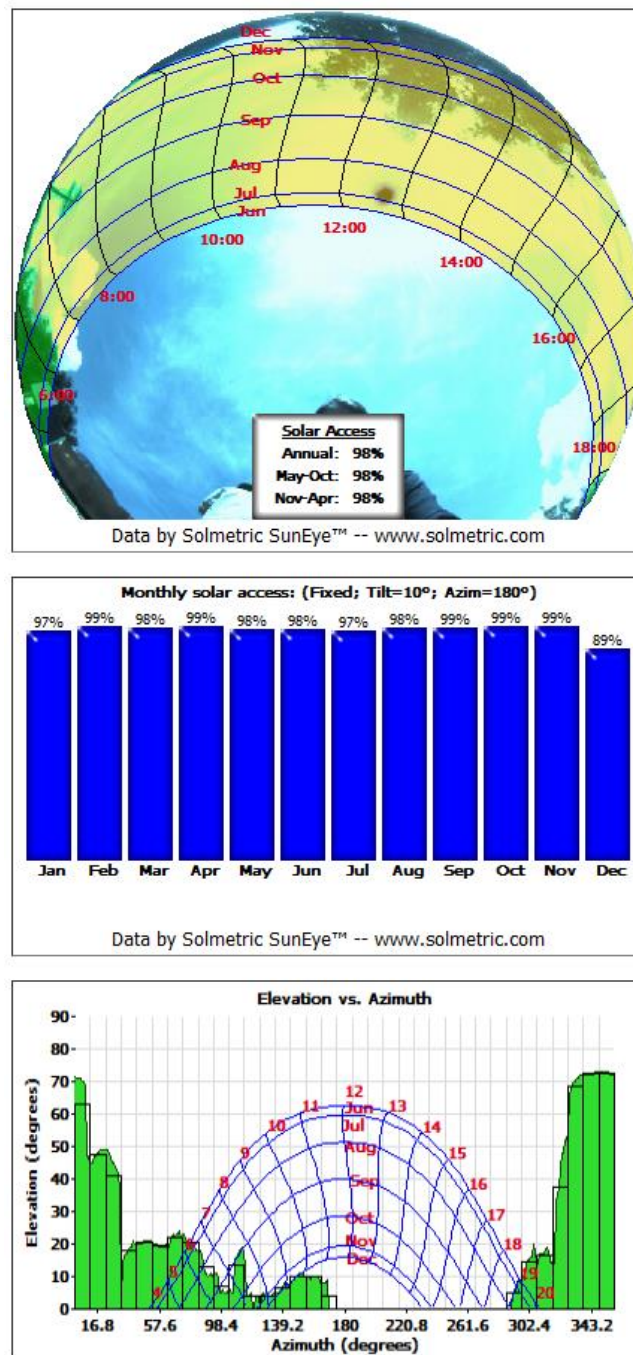 Dec
Nov
Oct
Sep
Aug
Jul
Jun
10:00
12:00
14:00
8:00
16:00
6:00
18:00
Solar Access
Annual: 98%
May-Oct: 98%
Nov-Apr: 98%
Data by Solmetric SunEye™ -- www.solmetric.com
Monthly solar access: (Fixed; Tilt=10º; Azim=180º)
97% 99% 98% 99% 98% 98% 97% 98% 99% 99% 99% 89%
Jan Feb Mar Apr May Jun Jul Aug Sep Oct Nov Dec
Data by Solmetric SunEye™ -- www.solmetric.com
Elevation vs. Azimuth
Elevation (degrees)
90
80
70
60
50
40
30
20
10
0
12
11 Jun 13
10 Jul 14
9 Aug 15
8 Sep 16
7 Oct 17
6 Nov 18
5 Dec 19
4 20
16.8 57.6 98.4 139.2 180 220.8 261.6 302.4 343.2
Azimuth (degrees)